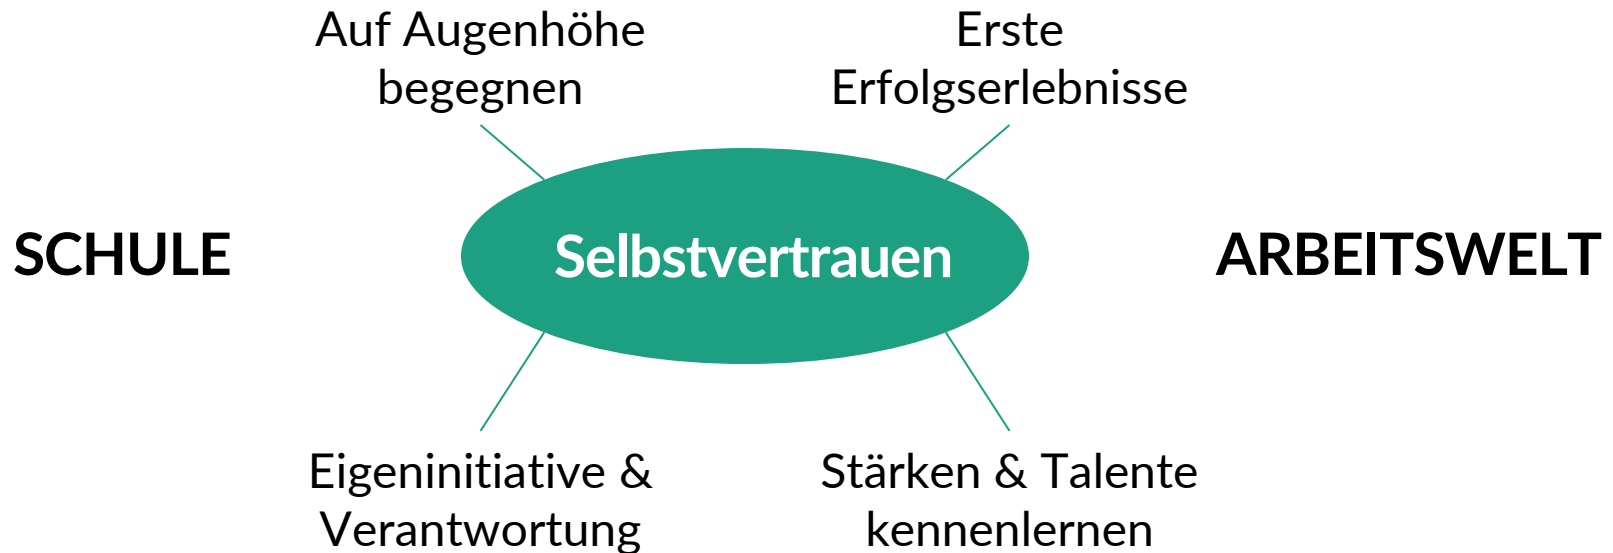 Auf Augenhöhe
begegnen
Erste
Erfolgserlebnisse
SCHULE
Selbstvertrauen
ARBEITSWELT
Eigeninitiative &
Verantwortung
Stärken & Talente
kennenlernen